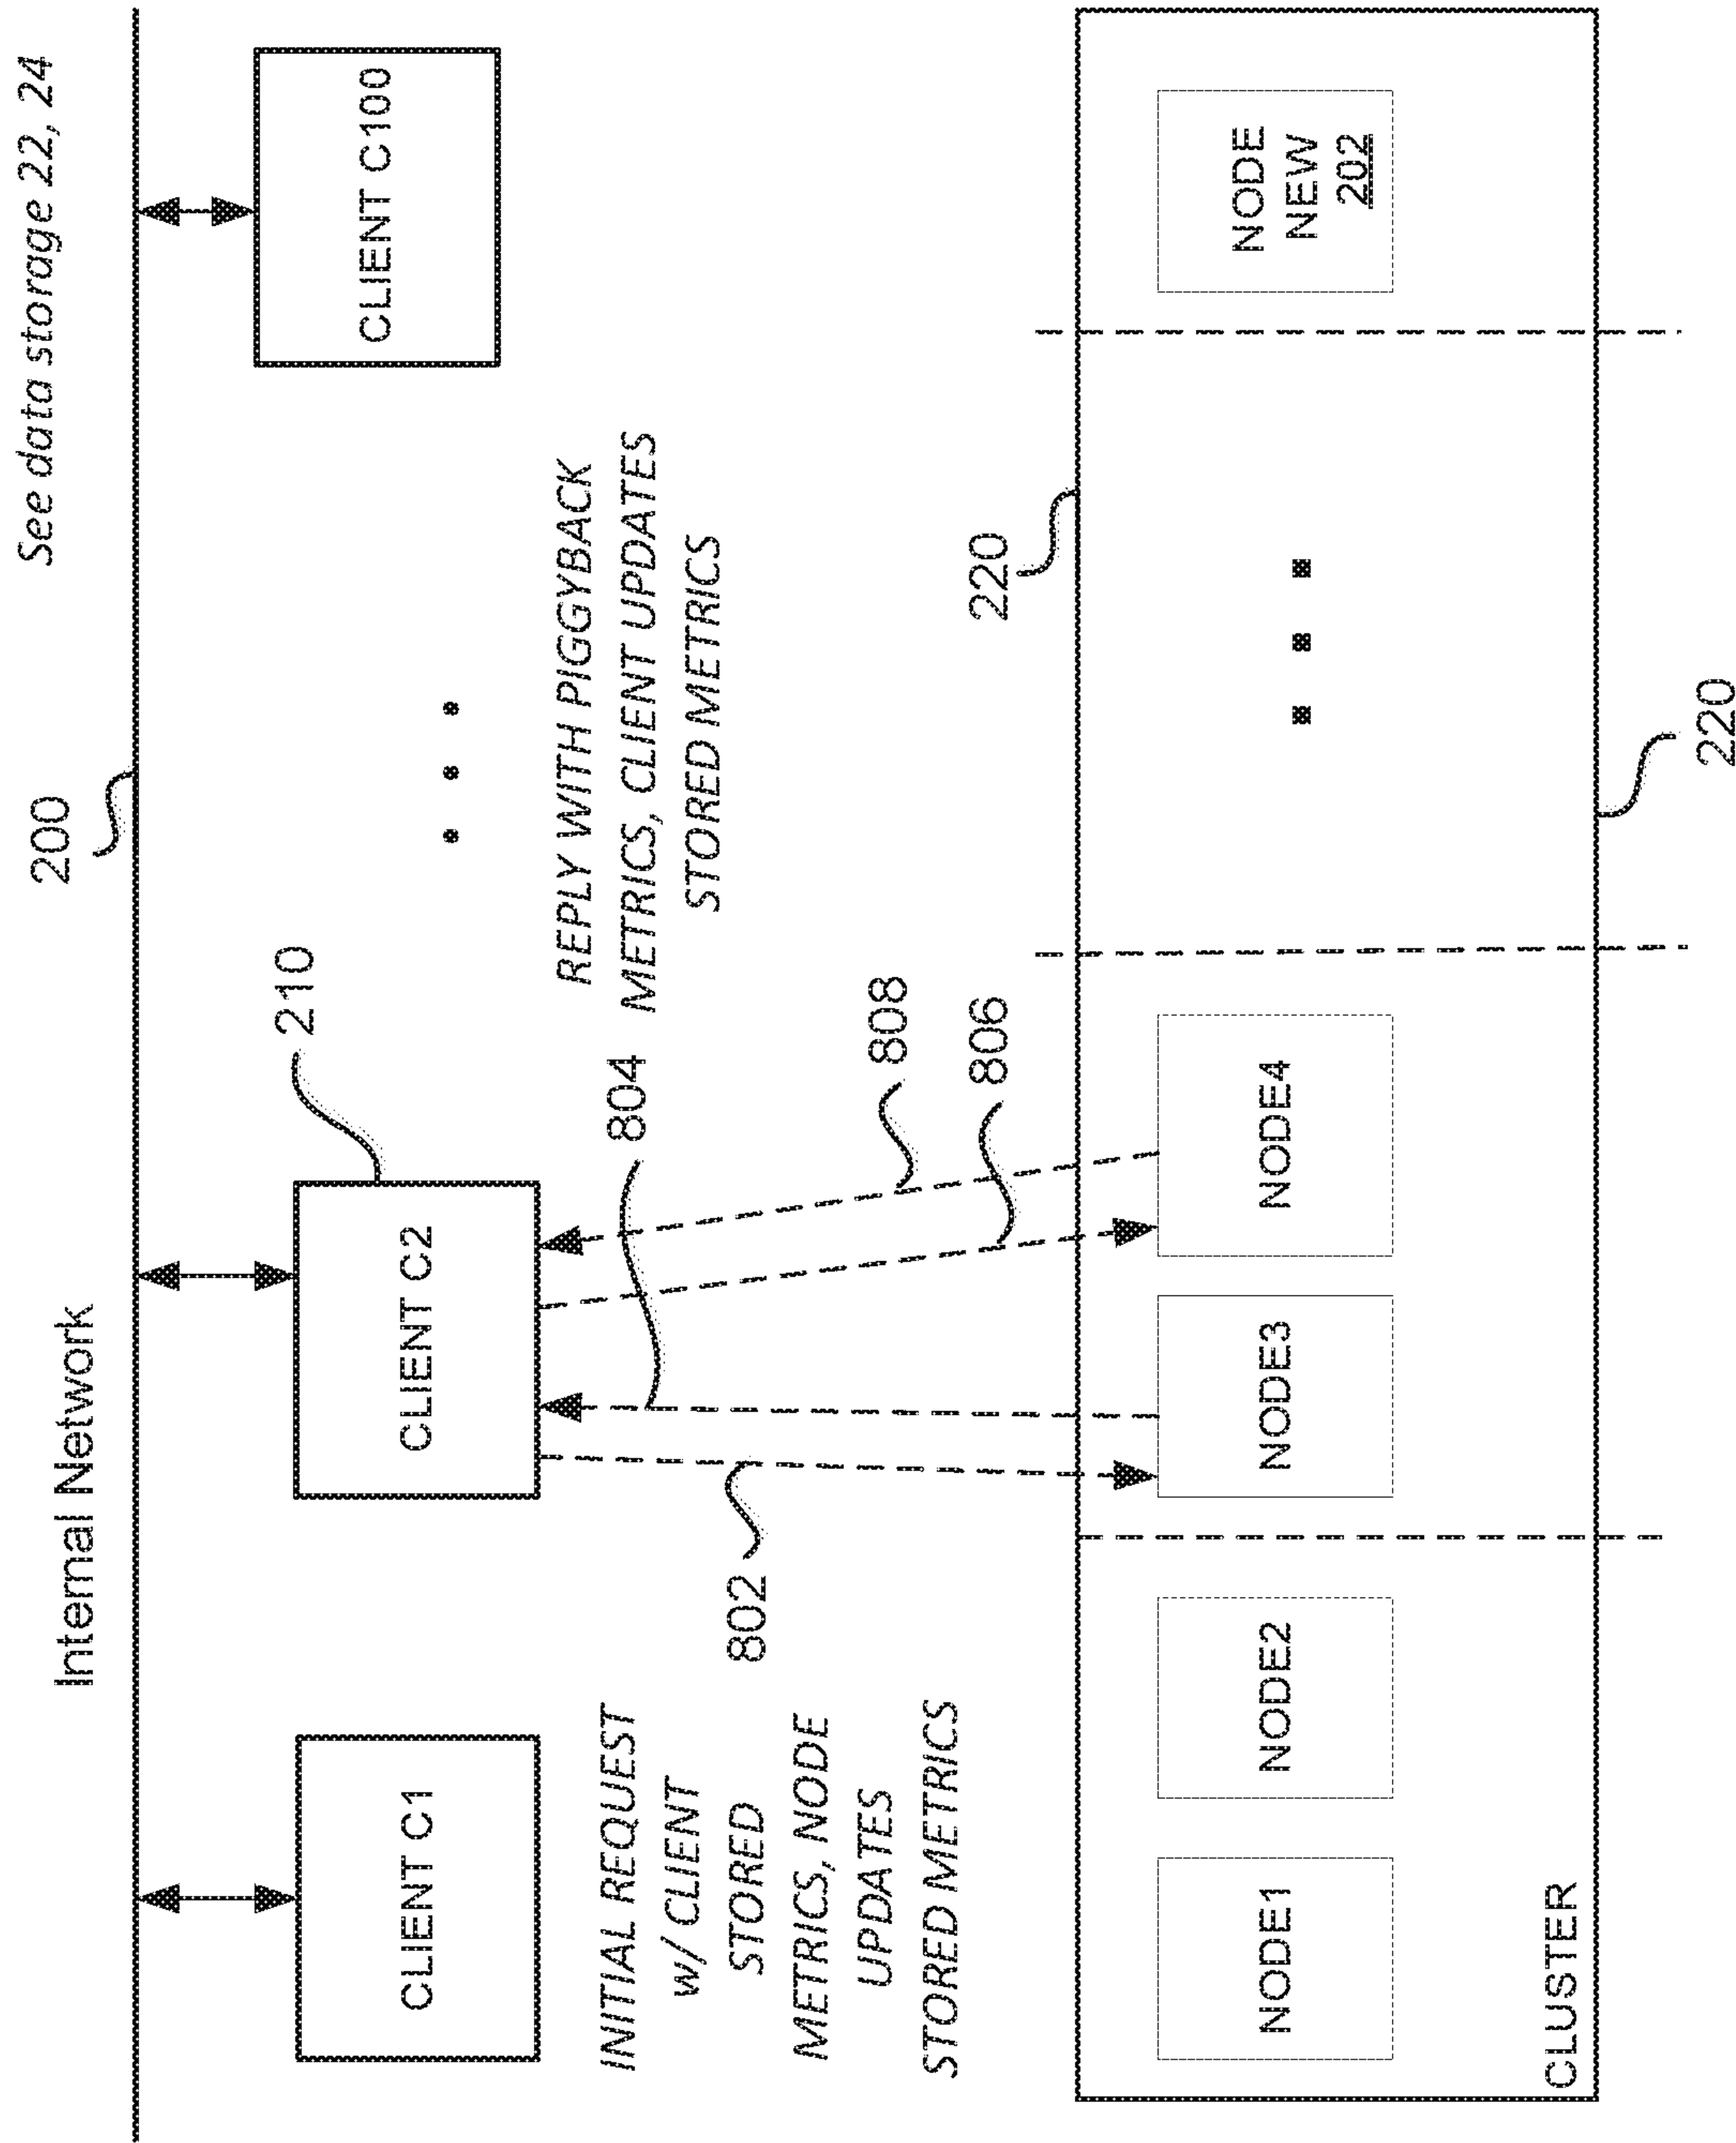 See data storage 22, 24
200
Internal Network
210
CLIENT C1
CLIENT C2
CLIENT C100
INITIAL REQUEST
w/ CLIENT
STORED
METRICS, NODE
UPDATES
STORED METRICS
802
804
REPLY WITH PIGGYBACK
METRICS, CLIENT UPDATES
STORED METRICS
808
806
220
NODE1
NODE2
NODE3
NODE4
NODE
NEW
202
CLUSTER
220